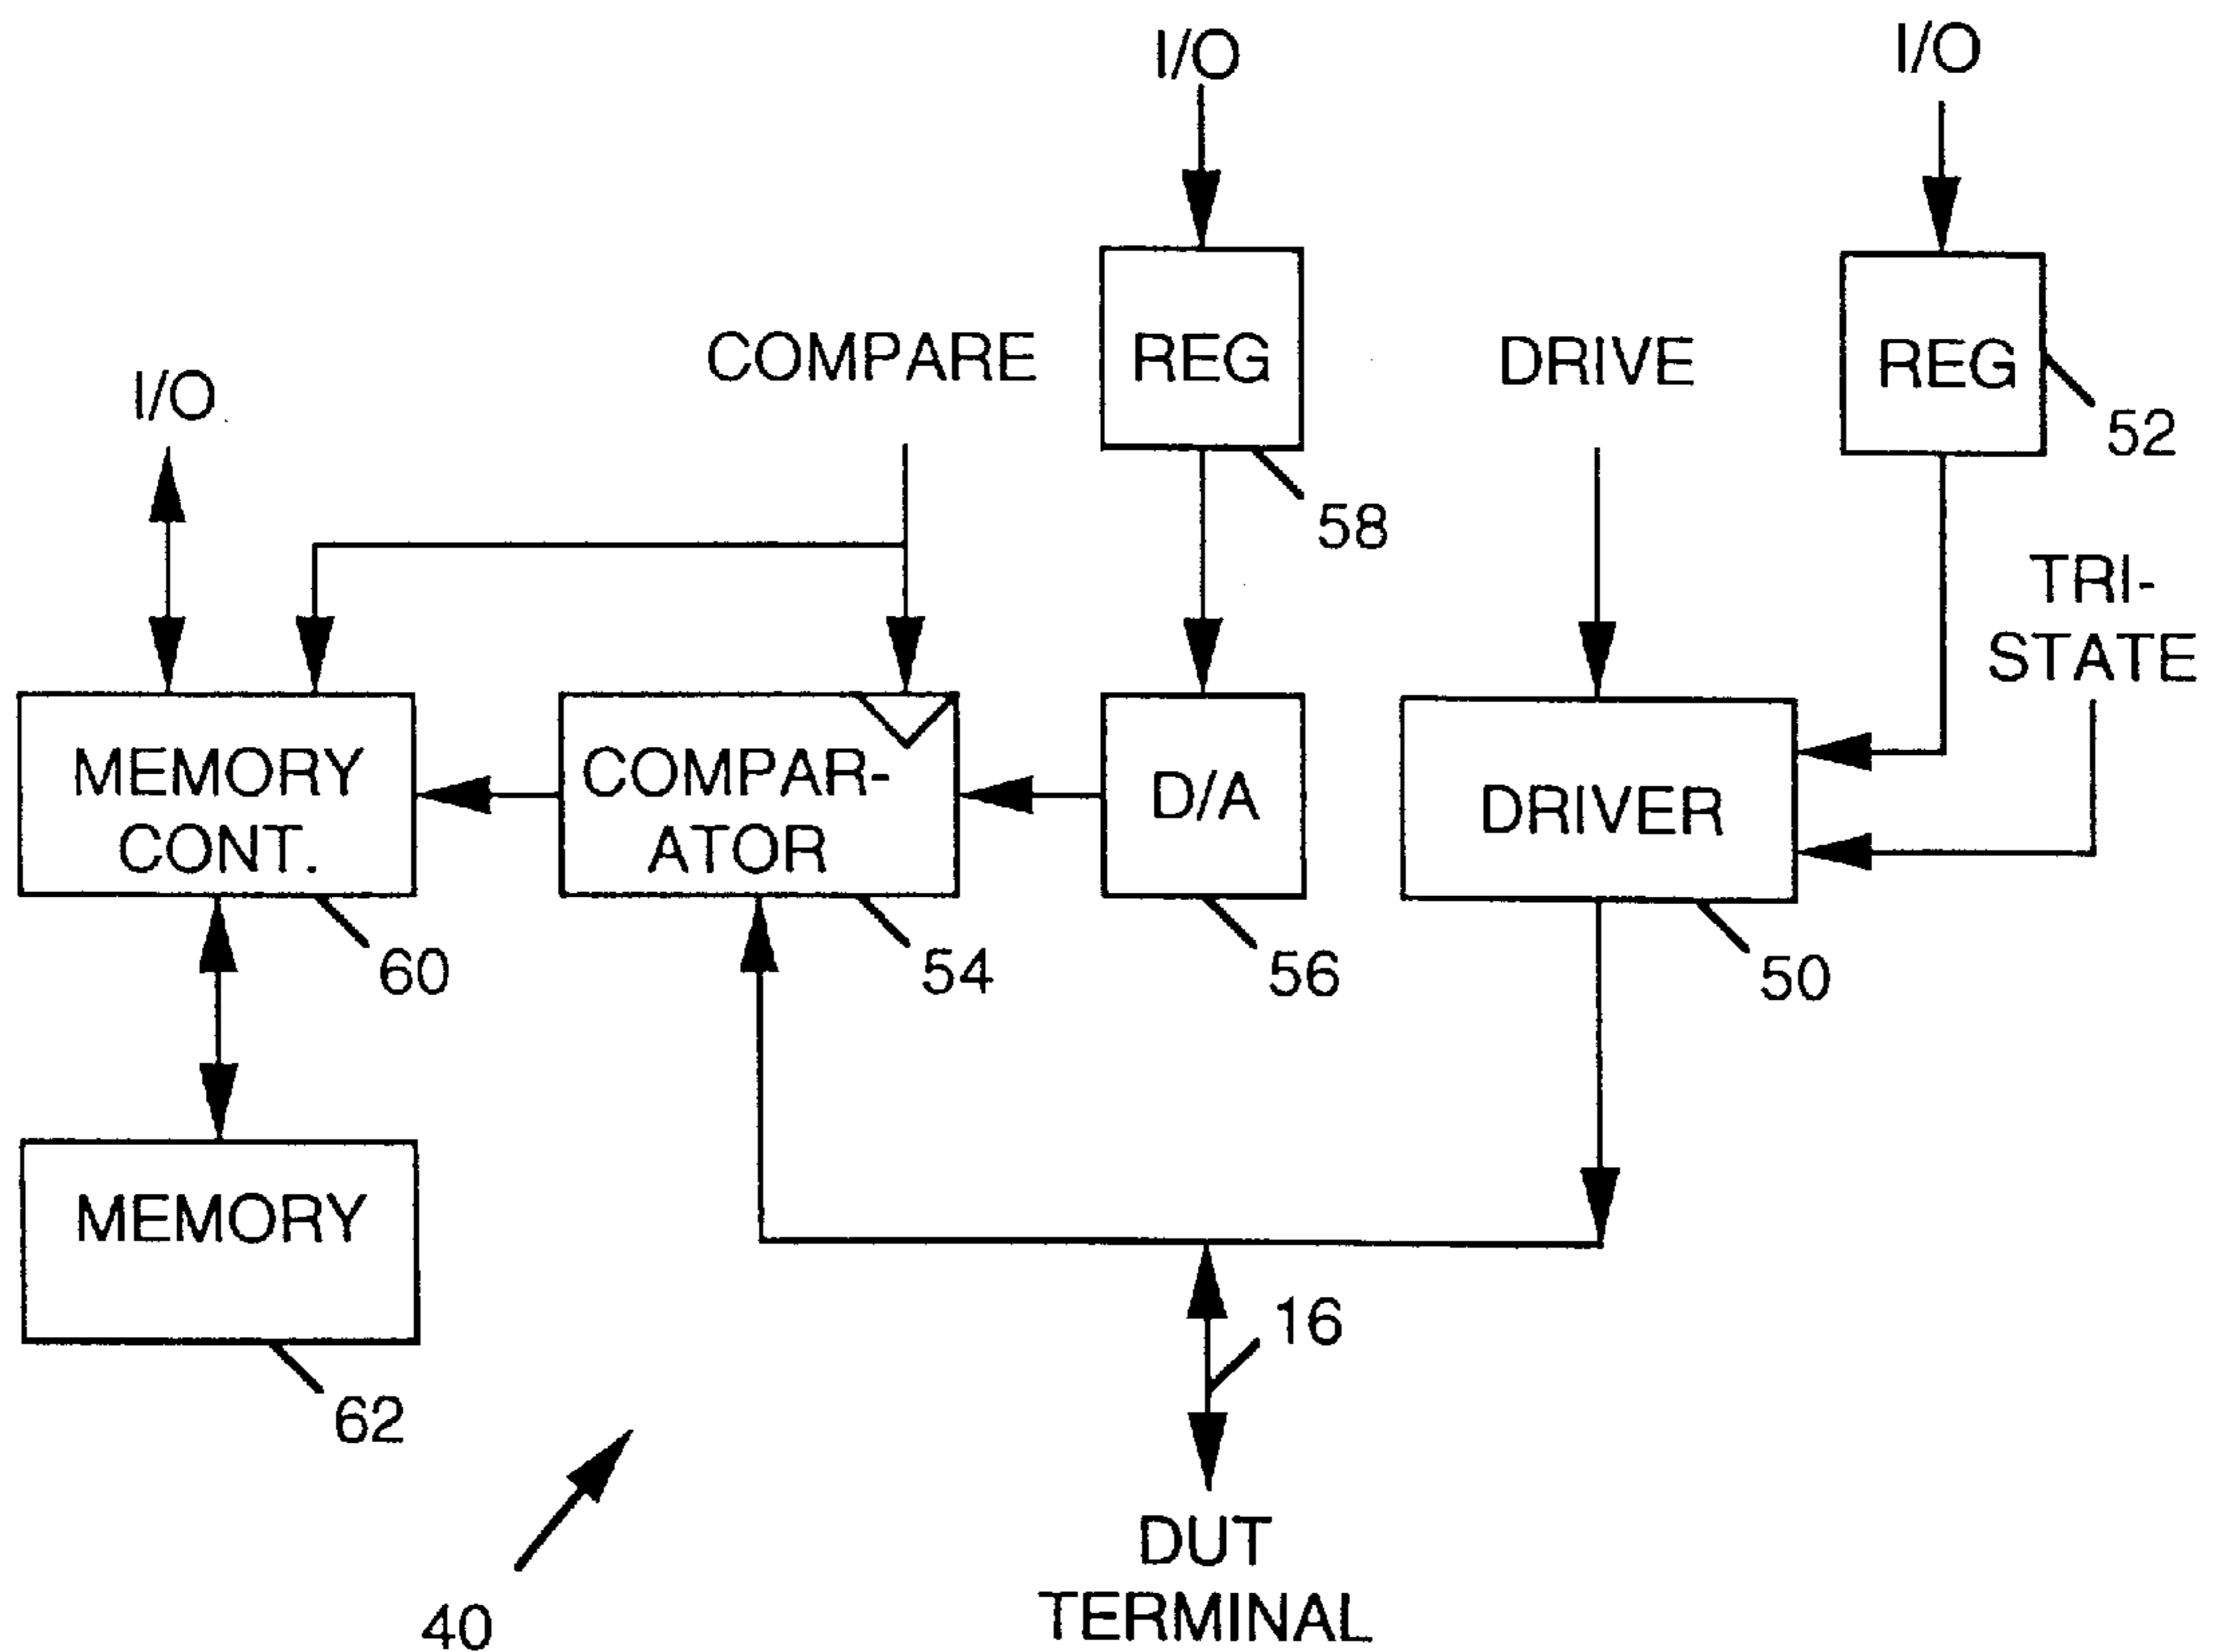 I/O
I/O
I/O
COMPARE
REG
DRIVE
REG
52
58
TRI-
STATE
MEMORY
CONT.
COMPAR-
ATOR
D/A
DRIVER
60
54
56
50
MEMORY
62
16
DUT
TERMINAL
40